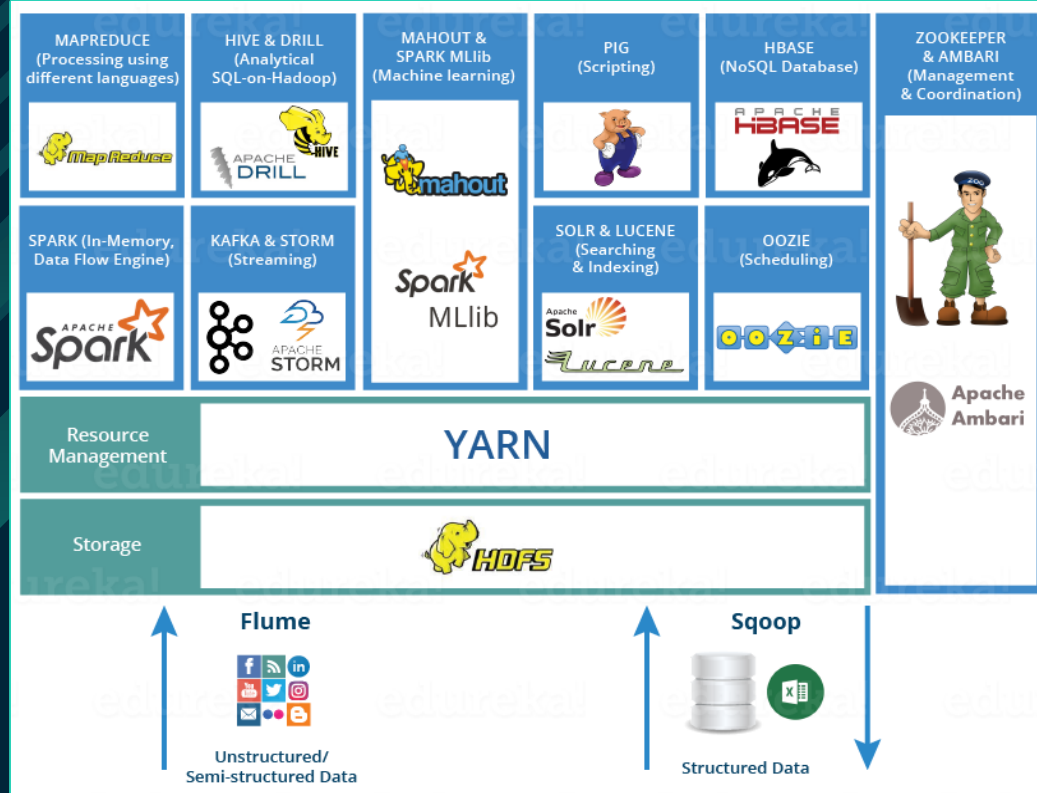 MAPREDUCE
(Processing using
different languages)
Map Reduce
HIVE & DRILL
(Analytical
SQL-on-Hadoop)
HIVE
APACHE
DRILL
MAHOUT &
SPARK MLlib
(Machine learning)
mahout
Spark
MLlib
PIG
(Scripting)
HBASE
(NoSQL Database)
APACHE
HBASE
ZOOKEEPER
& AMBARI
(Management
& Coordination)
ZOO
Apache
Ambari
SPARK (In-Memory,
Data Flow Engine)
APACHE
Spark
KAFKA & STORM
(Streaming)
APACHE
STORM
SOLR & LUCENE
(Searching
& Indexing)
Apache
Solr
Lucene
OOZIE
(Scheduling)
OOZiE
Resource
Management
YARN
Storage
HDFS
Flume
Unstructured/
Semi-structured Data
Sqoop
Structured Data
edureka!